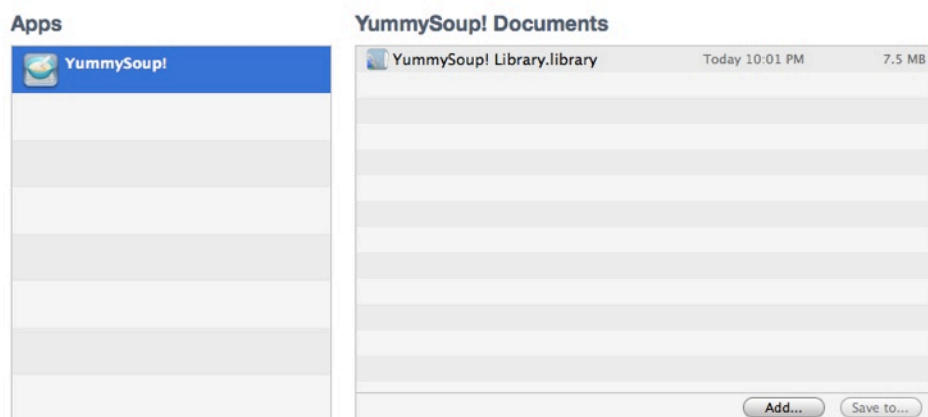 Apps
YummySoup!
YummySoup! Documents
YummySoup! Library.library Today 10:01 PM 7.5 MB
Add... Save to...